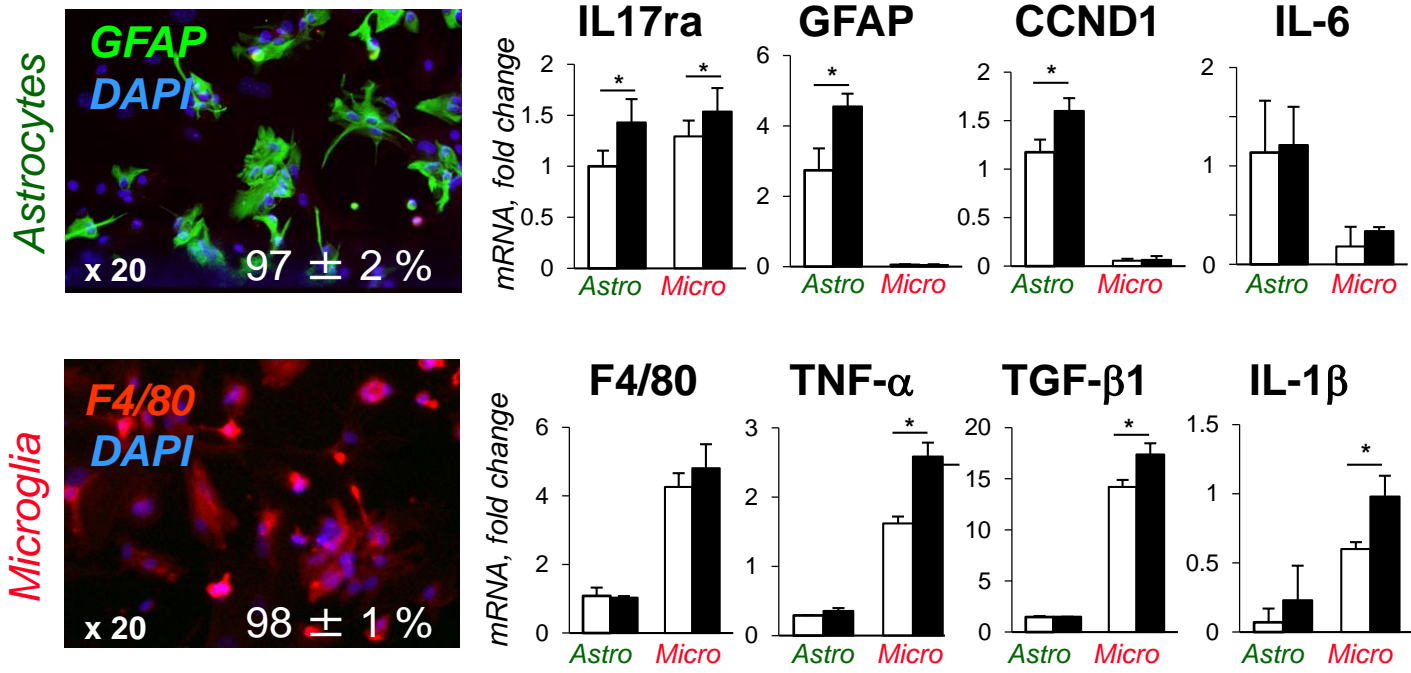 Astrocytes
GFAP
DAPI
x 20
97 ± 2 %
mRNA, fold change
IL17ra
2
1.5
1
0.5
0
*
*
Astro Micro
GFAP
6
4
2
0
*
Astro Micro
CCND1
2
1.5
1
0.5
0
*
Astro Micro
IL-6
2
1
0
Astro Micro
Microglia
F4/80
DAPI
x 20
98 ± 1 %
mRNA, fold change
F4/80
6
4
2
0
Astro Micro
TNF-α
3
2
1
0
*
Astro Micro
TGF-β1
20
15
10
5
0
*
Astro Micro
IL-1β
1.5
1
0.5
0
*
Astro Micro